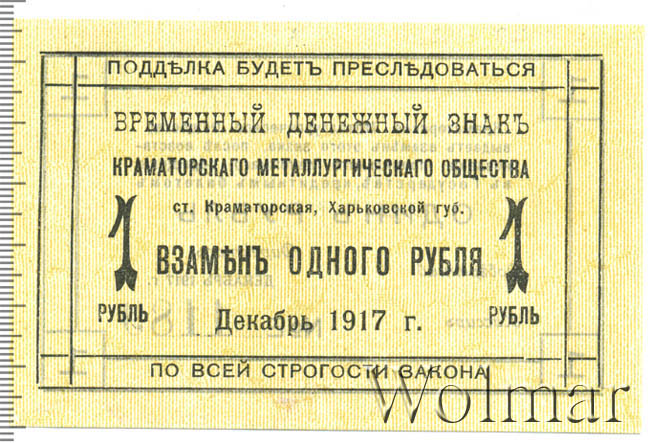 ПОДДѢЛКА БУДЕТЪ ПРЕСЛѢДОВАТЬСЯ
ВРЕМЕННЫЙ ДЕНЕЖНЫЙ ЗНАКЪ
КРАМАТОРСКАГО МЕТАЛЛУРГИЧЕСКАГО ОБЩЕСТВА
ст. Краматорская, Харьковской губ.
1 ВЗАМѢНЪ ОДНОГО РУБЛЯ 1
РУБЛЬ Декабрь 1917 г. РУБЛЬ
ПО ВСЕЙ СТРОГОСТИ ЗАКОНА
Wolmar